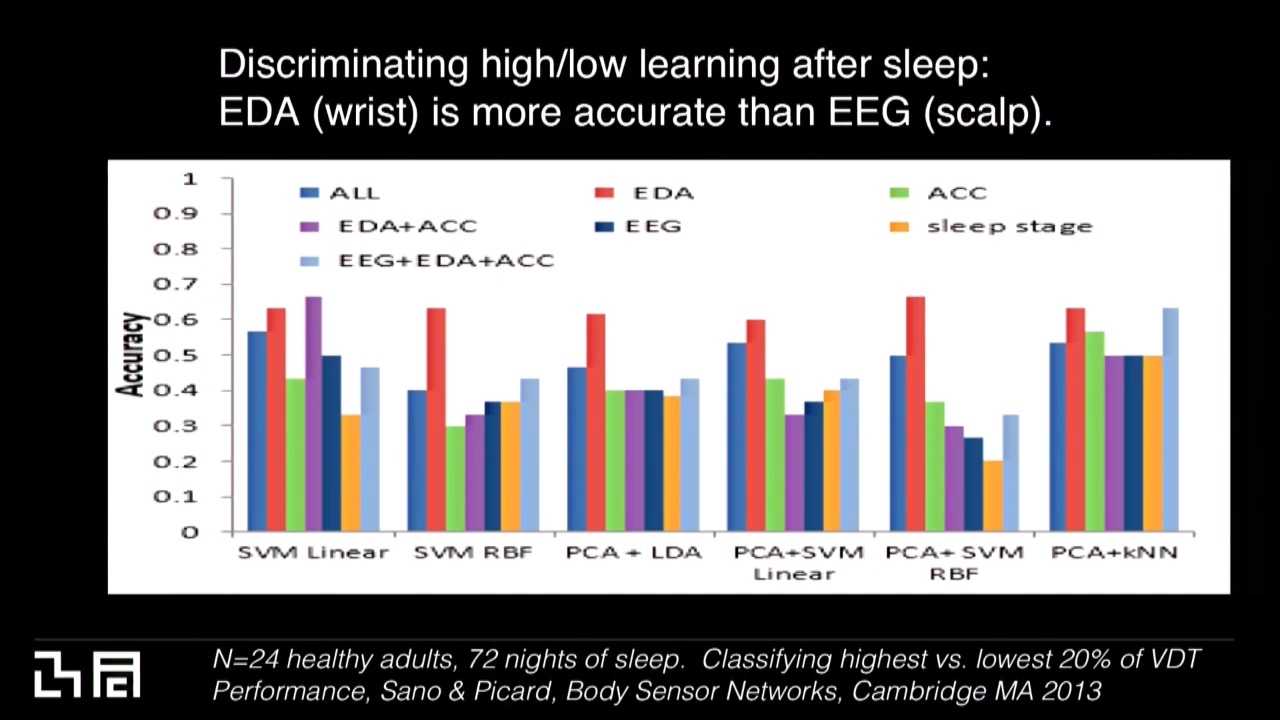 Discriminating high/low learning after sleep:
EDA (wrist) is more accurate than EEG (scalp).
ALL EDA ACC
EDA+ACC EEG sleep stage
EEG+EDA+ACC
Accuracy
1
0.9
0.8
0.7
0.6
0.5
0.4
0.3
0.2
0.1
0
SVM Linear SVM RBF PCA + LDA PCA+SVM Linear PCA+ SVM RBF PCA+kNN
N=24 healthy adults, 72 nights of sleep. Classifying highest vs. lowest 20% of VDT
Performance, Sano & Picard, Body Sensor Networks, Cambridge MA 2013